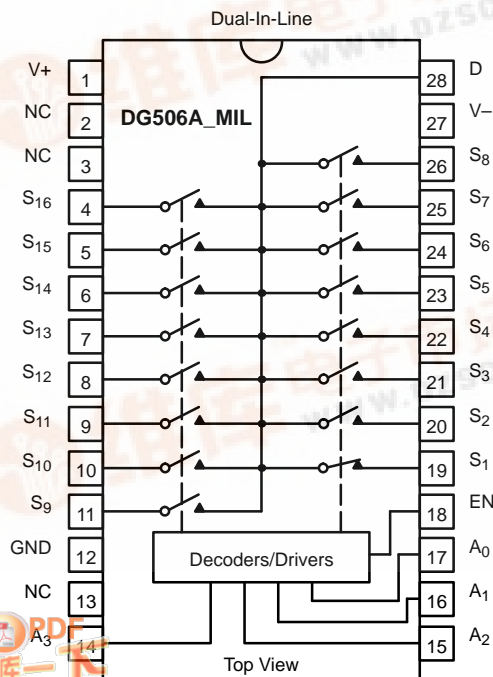 Dual-In-Line
DG506A_MIL
V+ 1
NC 2
NC 3
S16 4
S15 5
S14 6
S13 7
S12 8
S11 9
S10 10
S9 11
GND 12
NC 13
A3 14
28 D
27 V–
26 S8
25 S7
24 S6
23 S5
22 S4
21 S3
20 S2
19 S1
18 EN
17 A0
16 A1
15 A2
Decoders/Drivers
Top View
PDF